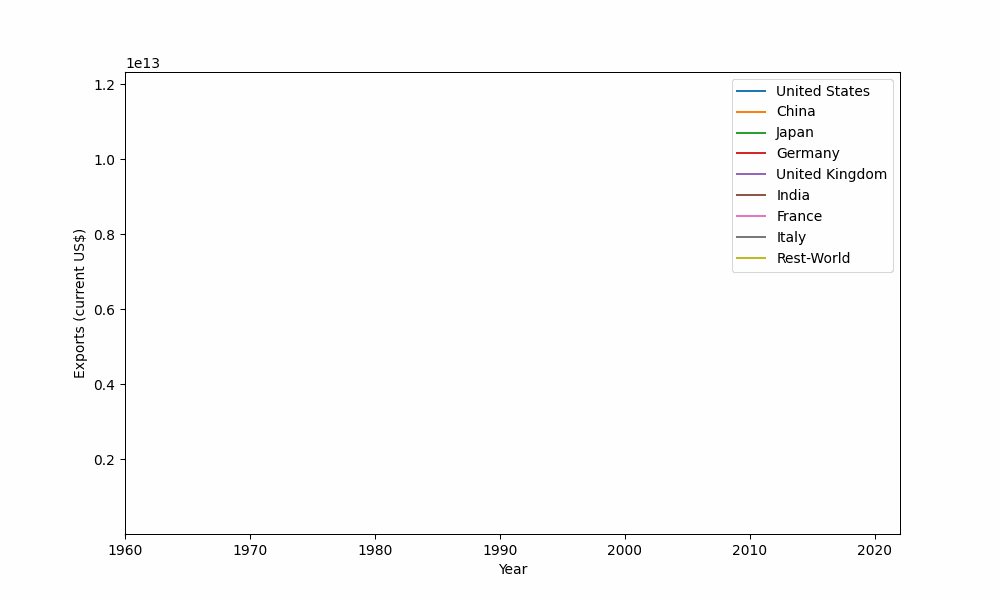 1e13
1.2
1.0
0.8
0.6
0.4
0.2
Exports (current US$)
United States
China
Japan
Germany
United Kingdom
India
France
Italy
Rest-World
1960 1970 1980 1990 2000 2010 2020
Year